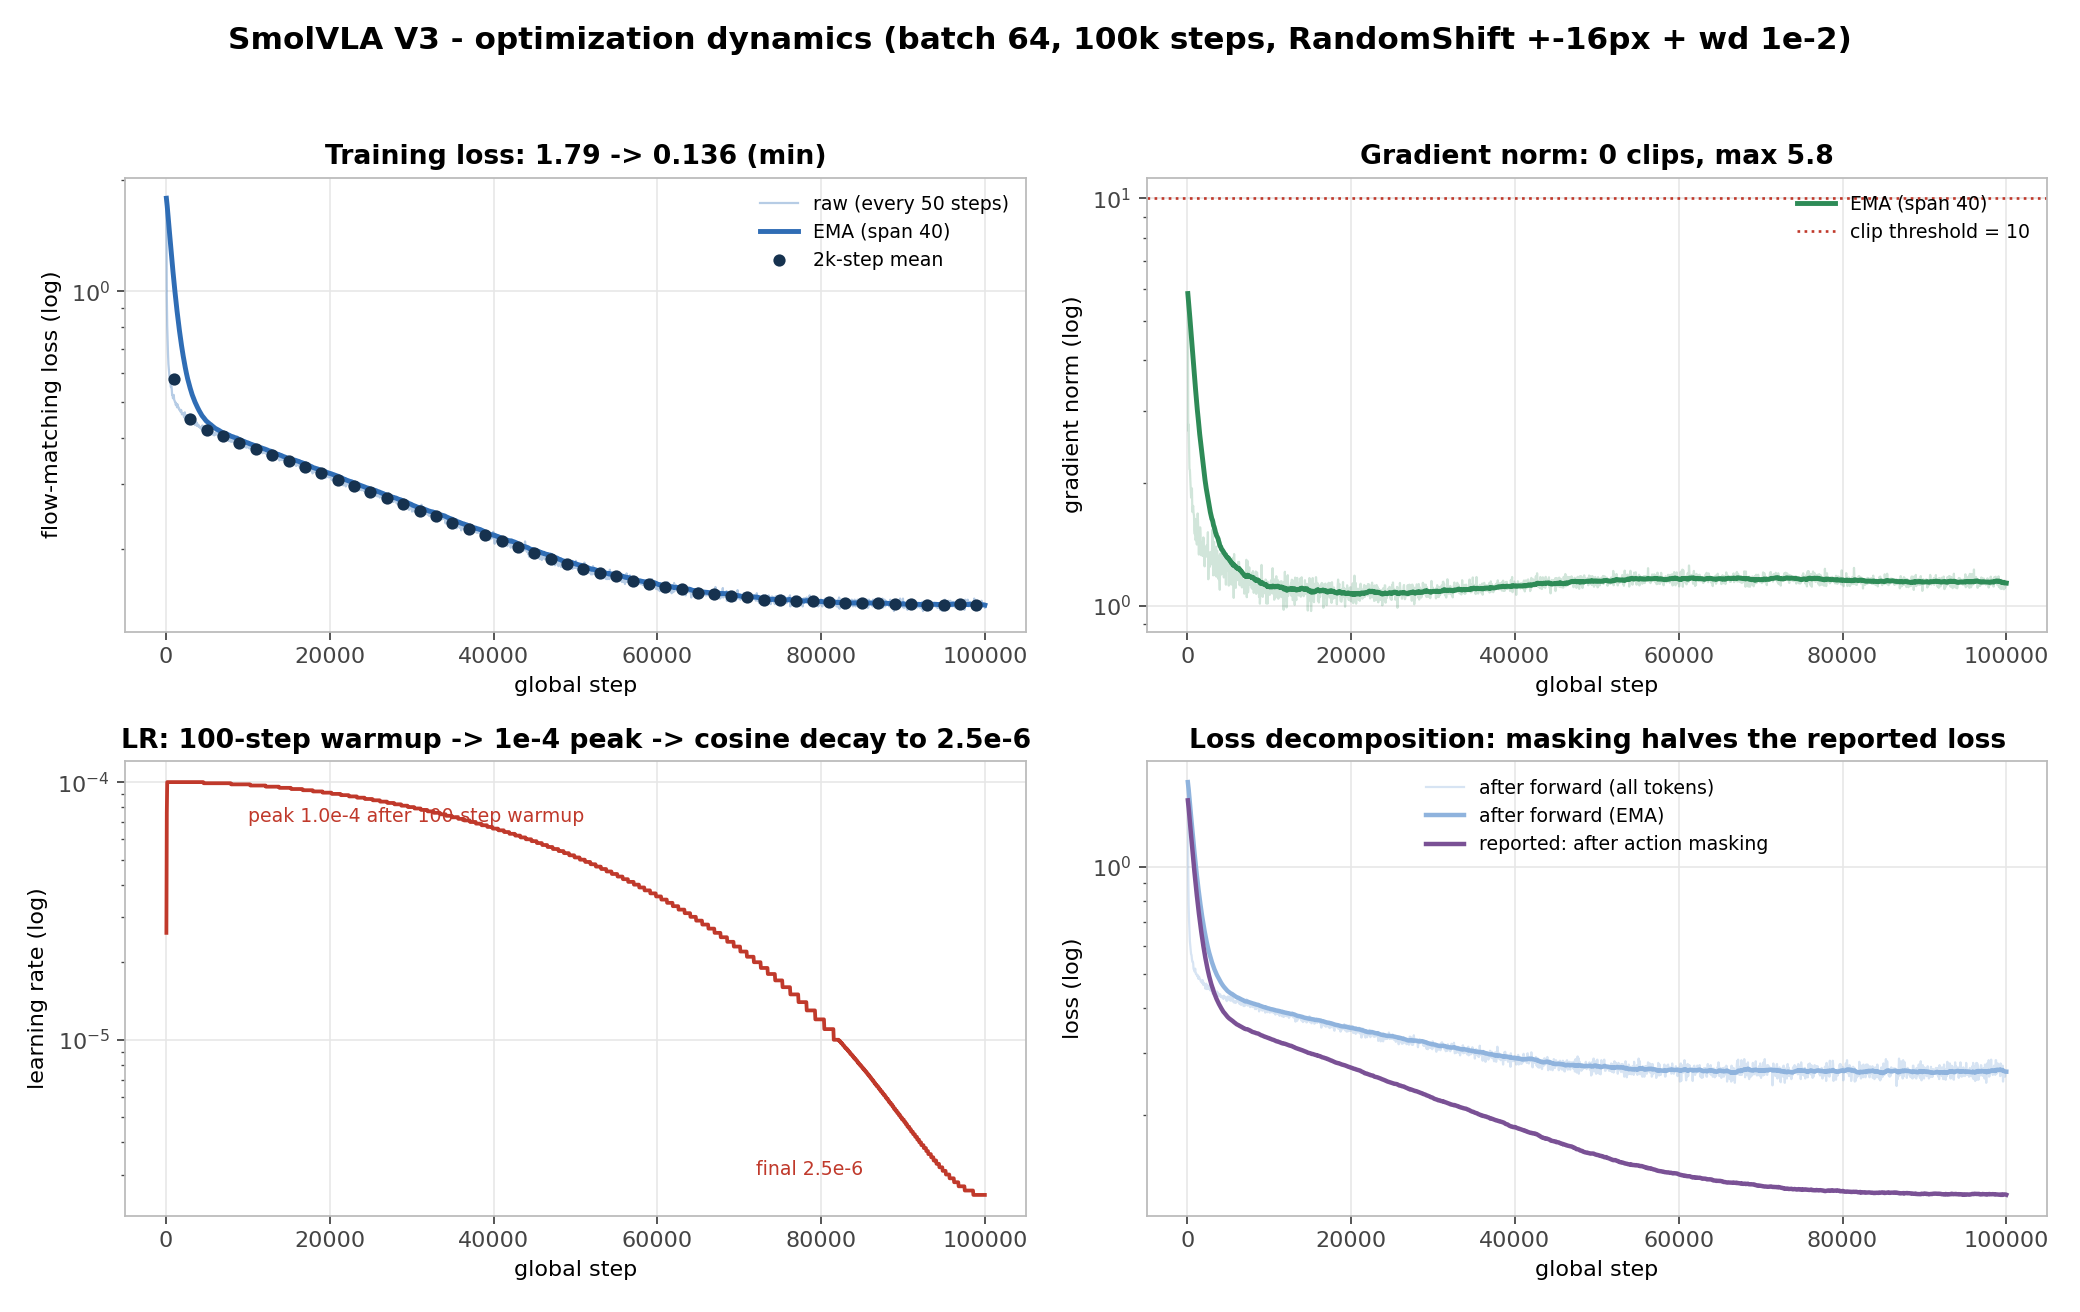 SmolVLA V3 - optimization dynamics (batch 64, 100k steps, RandomShift +-16px + wd 1e-2)
Training loss: 1.79 -> 0.136 (min)
flow-matching loss (log)
10⁰
raw (every 50 steps)
EMA (span 40)
2k-step mean
0 20000 40000 60000 80000 100000
global step
Gradient norm: 0 clips, max 5.8
gradient norm (log)
10¹
10⁰
EMA (span 40)
clip threshold = 10
0 20000 40000 60000 80000 100000
global step
LR: 100-step warmup -> 1e-4 peak -> cosine decay to 2.5e-6
learning rate (log)
10⁻⁴
10⁻⁵
peak 1.0e-4 after 100-step warmup
final 2.5e-6
0 20000 40000 60000 80000 100000
global step
Loss decomposition: masking halves the reported loss
loss (log)
10⁰
after forward (all tokens)
after forward (EMA)
reported: after action masking
0 20000 40000 60000 80000 100000
global step